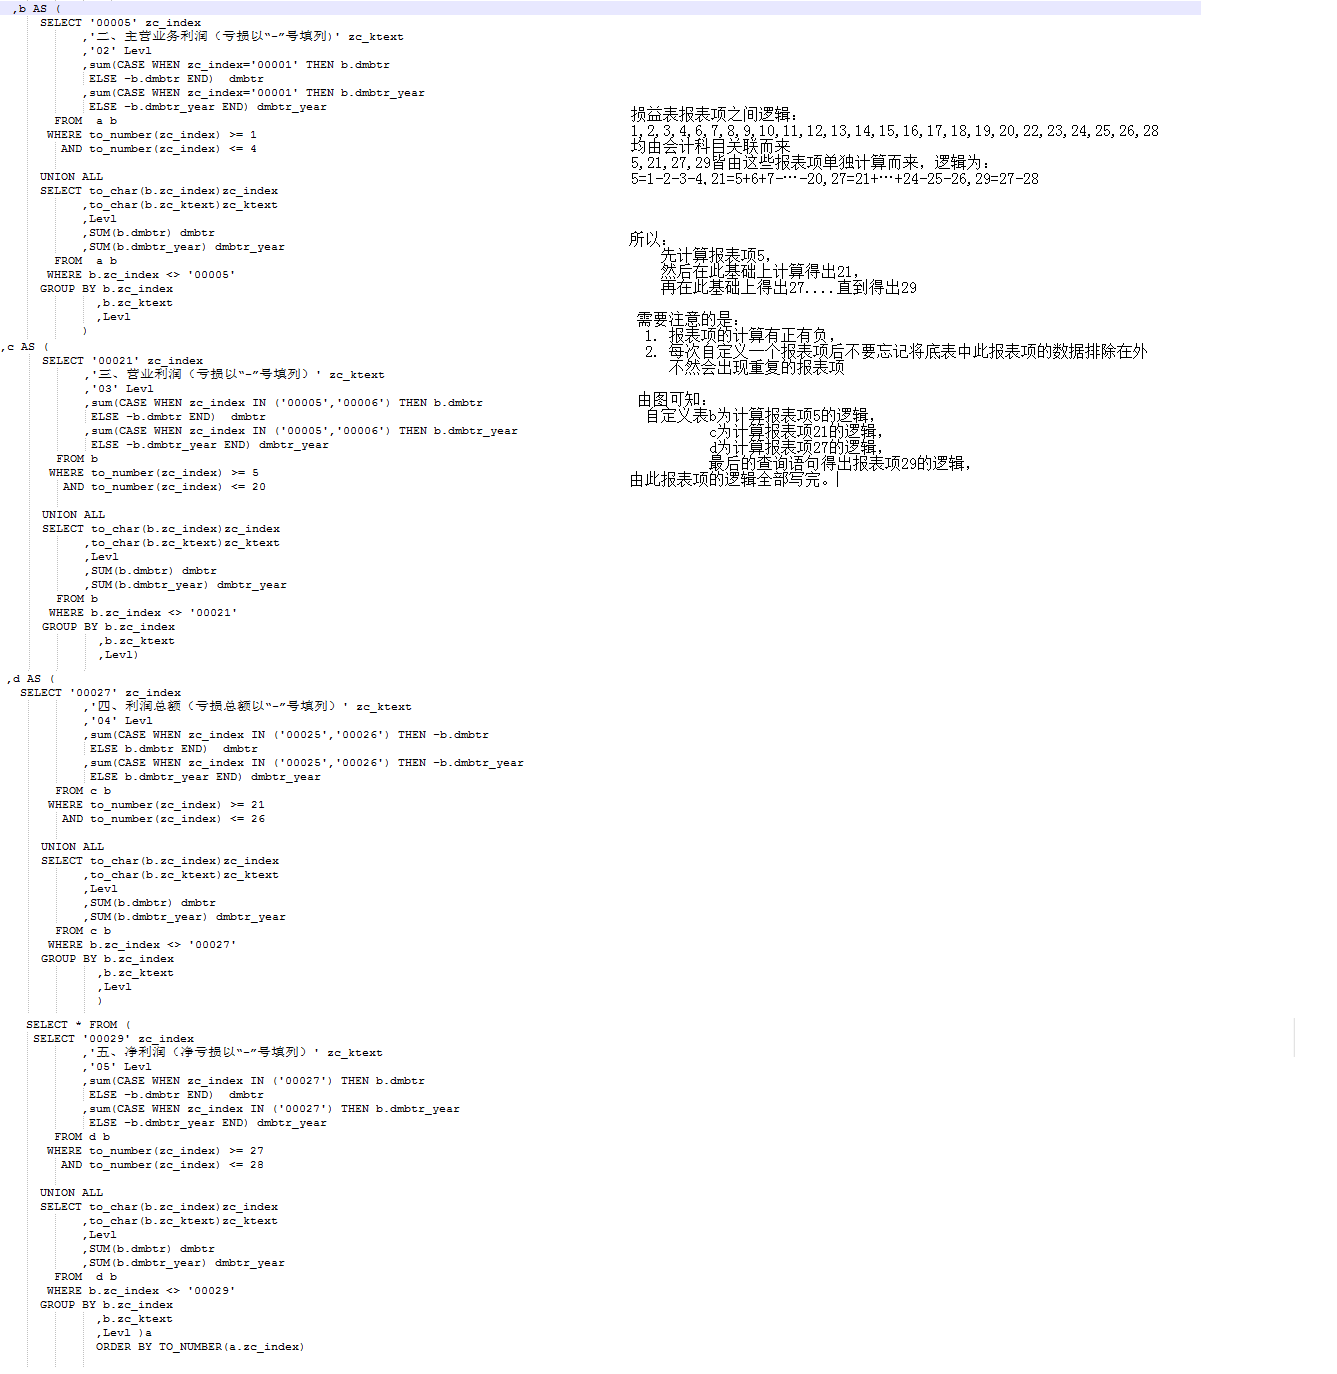 ,b AS (
SELECT '00005' zc_index
,'二、主营业务利润（亏损以“-”号填列)' zc_ktext
,'02' Levl
,sum(CASE WHEN zc_index='00001' THEN b.dmbtr
ELSE -b.dmbtr END)  dmbtr
,sum(CASE WHEN zc_index='00001' THEN b.dmbtr_year
ELSE -b.dmbtr_year END) dmbtr_year
FROM  a b
WHERE to_number(zc_index) >= 1
AND to_number(zc_index) <= 4
UNION ALL
SELECT to_char(b.zc_index)zc_index
,to_char(b.zc_ktext)zc_ktext
,Levl
,SUM(b.dmbtr) dmbtr
,SUM(b.dmbtr_year) dmbtr_year
FROM  a b
WHERE b.zc_index <> '00005'
GROUP BY b.zc_index
,b.zc_ktext
,Levl
)
,c AS (
SELECT '00021' zc_index
,'三、营业利润（亏损以“-”号填列）' zc_ktext
,'03' Levl
,sum(CASE WHEN zc_index IN ('00005','00006') THEN b.dmbtr
ELSE -b.dmbtr END)  dmbtr
,sum(CASE WHEN zc_index IN ('00005','00006') THEN b.dmbtr_year
ELSE -b.dmbtr_year END) dmbtr_year
FROM b
WHERE to_number(zc_index) >= 5
AND to_number(zc_index) <= 20
UNION ALL
SELECT to_char(b.zc_index)zc_index
,to_char(b.zc_ktext)zc_ktext
,Levl
,SUM(b.dmbtr) dmbtr
,SUM(b.dmbtr_year) dmbtr_year
FROM b
WHERE b.zc_index <> '00021'
GROUP BY b.zc_index
,b.zc_ktext
,Levl)
,d AS (
SELECT '00027' zc_index
,'四、利润总额（亏损总额以“-”号填列）' zc_ktext
,'04' Levl
,sum(CASE WHEN zc_index IN ('00025','00026') THEN -b.dmbtr
ELSE b.dmbtr END)  dmbtr
,sum(CASE WHEN zc_index IN ('00025','00026') THEN -b.dmbtr_year
ELSE b.dmbtr_year END) dmbtr_year
FROM c b
WHERE to_number(zc_index) >= 21
AND to_number(zc_index) <= 26
UNION ALL
SELECT to_char(b.zc_index)zc_index
,to_char(b.zc_ktext)zc_ktext
,Levl
,SUM(b.dmbtr) dmbtr
,SUM(b.dmbtr_year) dmbtr_year
FROM c b
WHERE b.zc_index <> '00027'
GROUP BY b.zc_index
,b.zc_ktext
,Levl
)
SELECT * FROM (
SELECT '00029' zc_index
,'五、净利润（净亏损以“-”号填列）' zc_ktext
,'05' Levl
,sum(CASE WHEN zc_index IN ('00027') THEN b.dmbtr
ELSE -b.dmbtr END)  dmbtr
,sum(CASE WHEN zc_index IN ('00027') THEN b.dmbtr_year
ELSE -b.dmbtr_year END) dmbtr_year
FROM d b
WHERE to_number(zc_index) >= 27
AND to_number(zc_index) <= 28
UNION ALL
SELECT to_char(b.zc_index)zc_index
,to_char(b.zc_ktext)zc_ktext
,Levl
,SUM(b.dmbtr) dmbtr
,SUM(b.dmbtr_year) dmbtr_year
FROM  d b
WHERE b.zc_index <> '00029'
GROUP BY b.zc_index
,b.zc_ktext
,Levl )a
ORDER BY TO_NUMBER(a.zc_index)
损益表报表项之间逻辑：
1,2,3,4,6,7,8,9,10,11,12,13,14,15,16,17,18,19,20,22,23,24,25,26,28
均由会计科目关联而来
5,21,27,29皆由这些报表项单独计算而来，逻辑为：
5=1-2-3-4,21=5+6+7-…-20,27=21+…+24-25-26,29=27-28
所以：
先计算报表项5，
然后在此基础上计算得出21，
再在此基础上得出27....直到得出29
需要注意的是：
1. 报表项的计算有正有负，
2. 每次自定义一个报表项后不要忘记将底表中此报表项的数据排除在外
不然会出现重复的报表项
由图可知：
自定义表b为计算报表项5的逻辑，
c为计算报表项21的逻辑，
d为计算报表项27的逻辑，
最后的查询语句得出报表项29的逻辑，
由此报表项的逻辑全部写完。